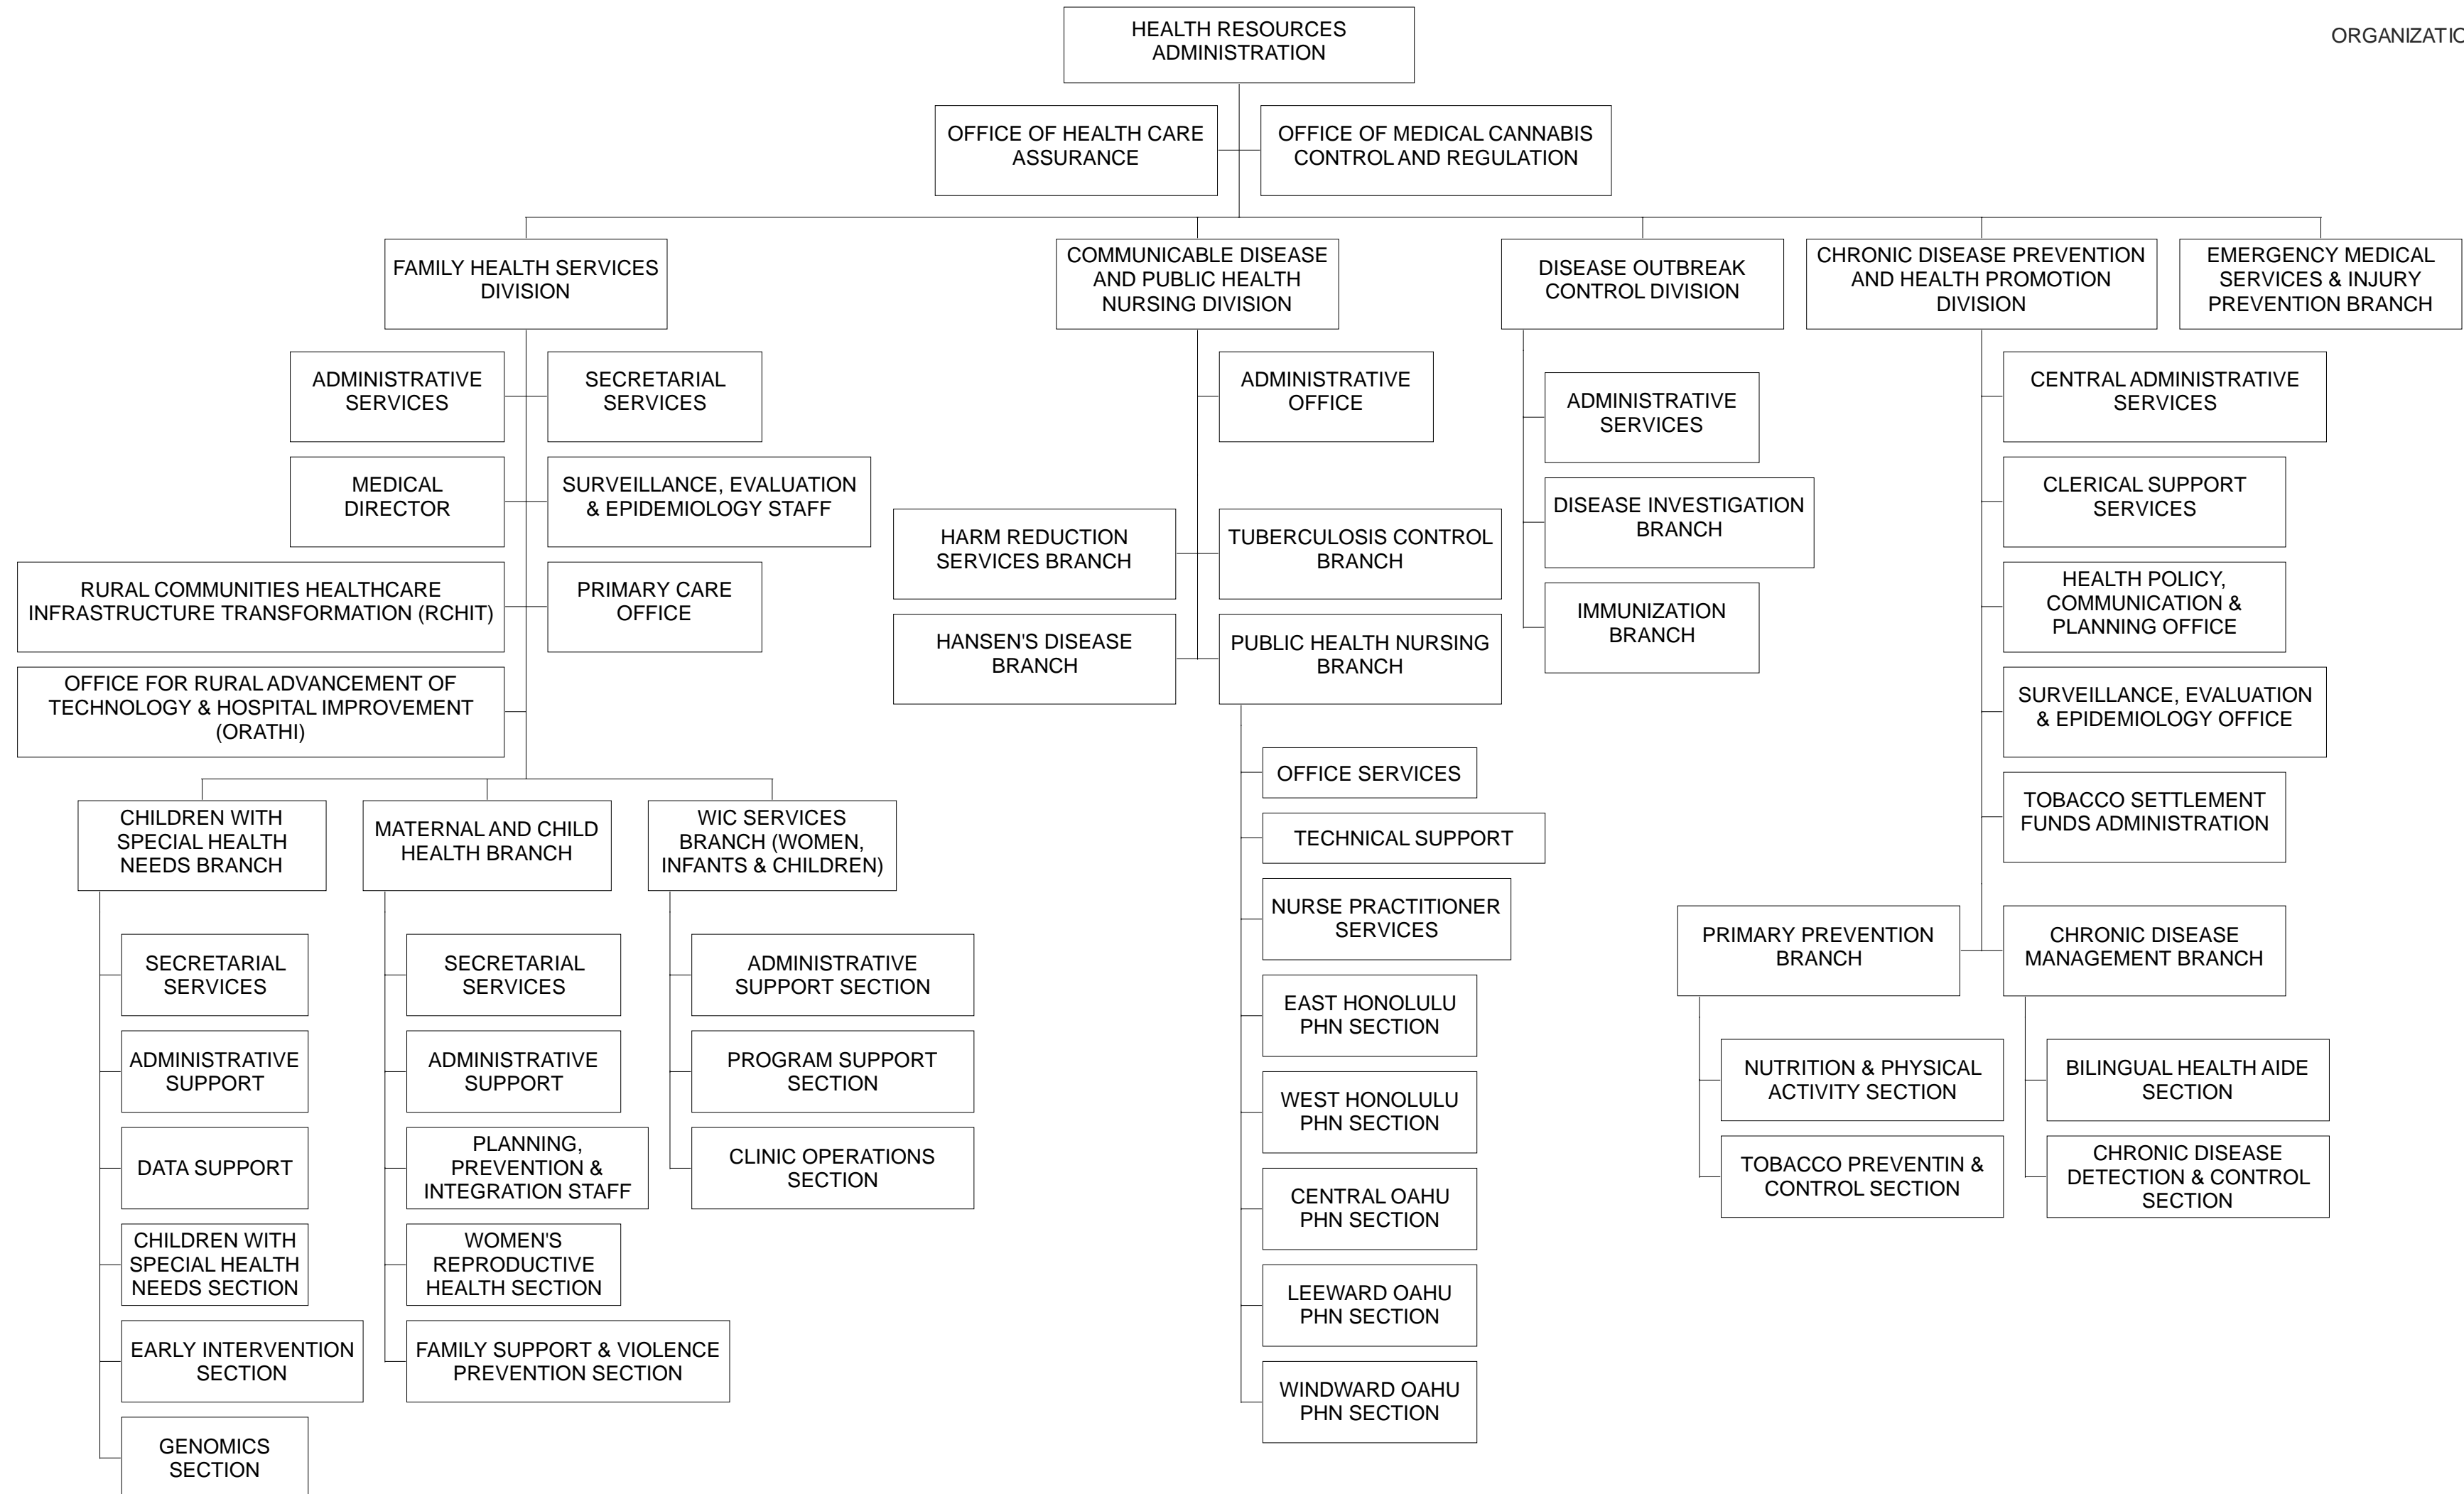 HEALTH RESOURCES
ADMINISTRATION
ORGANIZATIO
OFFICE OF HEALTH CARE
ASSURANCE
OFFICE OF MEDICAL CANNABIS
CONTROL AND REGULATION
FAMILY HEALTH SERVICES
DIVISION
COMMUNICABLE DISEASE
AND PUBLIC HEALTH
NURSING DIVISION
DISEASE OUTBREAK
CONTROL DIVISION
CHRONIC DISEASE PREVENTION
AND HEALTH PROMOTION
DIVISION
EMERGENCY MEDICAL
SERVICES & INJURY
PREVENTION BRANCH
ADMINISTRATIVE
SERVICES
SECRETARIAL
SERVICES
MEDICAL
DIRECTOR
SURVEILLANCE, EVALUATION
& EPIDEMIOLOGY STAFF
RURAL COMMUNITIES HEALTHCARE
INFRASTRUCTURE TRANSFORMATION (RCHIT)
PRIMARY CARE
OFFICE
OFFICE FOR RURAL ADVANCEMENT OF
TECHNOLOGY & HOSPITAL IMPROVEMENT
(ORATHI)
CHILDREN WITH
SPECIAL HEALTH
NEEDS BRANCH
SECRETARIAL
SERVICES
ADMINISTRATIVE
SUPPORT
DATA SUPPORT
CHILDREN WITH
SPECIAL HEALTH
NEEDS SECTION
EARLY INTERVENTION
SECTION
GENOMICS
SECTION
MATERNAL AND CHILD
HEALTH BRANCH
SECRETARIAL
SERVICES
ADMINISTRATIVE
SUPPORT
PLANNING,
PREVENTION &
INTEGRATION STAFF
WOMEN'S
REPRODUCTIVE
HEALTH SECTION
FAMILY SUPPORT & VIOLENCE
PREVENTION SECTION
WIC SERVICES
BRANCH (WOMEN,
INFANTS & CHILDREN)
ADMINISTRATIVE
SUPPORT SECTION
PROGRAM SUPPORT
SECTION
CLINIC OPERATIONS
SECTION
ADMINISTRATIVE
OFFICE
HARM REDUCTION
SERVICES BRANCH
TUBERCULOSIS CONTROL
BRANCH
HANSEN'S DISEASE
BRANCH
PUBLIC HEALTH NURSING
BRANCH
OFFICE SERVICES
TECHNICAL SUPPORT
NURSE PRACTITIONER
SERVICES
EAST HONOLULU
PHN SECTION
WEST HONOLULU
PHN SECTION
CENTRAL OAHU
PHN SECTION
LEEWARD OAHU
PHN SECTION
WINDWARD OAHU
PHN SECTION
ADMINISTRATIVE
SERVICES
DISEASE INVESTIGATION
BRANCH
IMMUNIZATION
BRANCH
CENTRAL ADMINISTRATIVE
SERVICES
CLERICAL SUPPORT
SERVICES
HEALTH POLICY,
COMMUNICATION &
PLANNING OFFICE
SURVEILLANCE, EVALUATION
& EPIDEMIOLOGY OFFICE
TOBACCO SETTLEMENT
FUNDS ADMINISTRATION
PRIMARY PREVENTION
BRANCH
NUTRITION & PHYSICAL
ACTIVITY SECTION
TOBACCO PREVENTIN &
CONTROL SECTION
CHRONIC DISEASE
MANAGEMENT BRANCH
BILINGUAL HEALTH AIDE
SECTION
CHRONIC DISEASE
DETECTION & CONTROL
SECTION